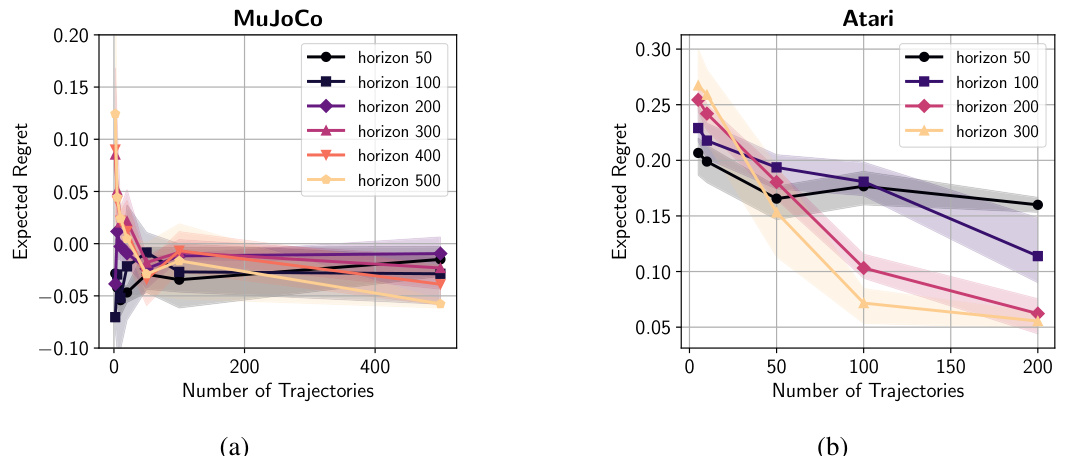 MuJoCo
0.20
0.15
0.10
0.05
0.00
−0.05
−0.10
Expected Regret
0
200
400
Number of Trajectories
horizon 50
horizon 100
horizon 200
horizon 300
horizon 400
horizon 500
(a)
Atari
0.30
0.25
0.20
0.15
0.10
0.05
Expected Regret
0
50
100
150
200
Number of Trajectories
horizon 50
horizon 100
horizon 200
horizon 300
(b)